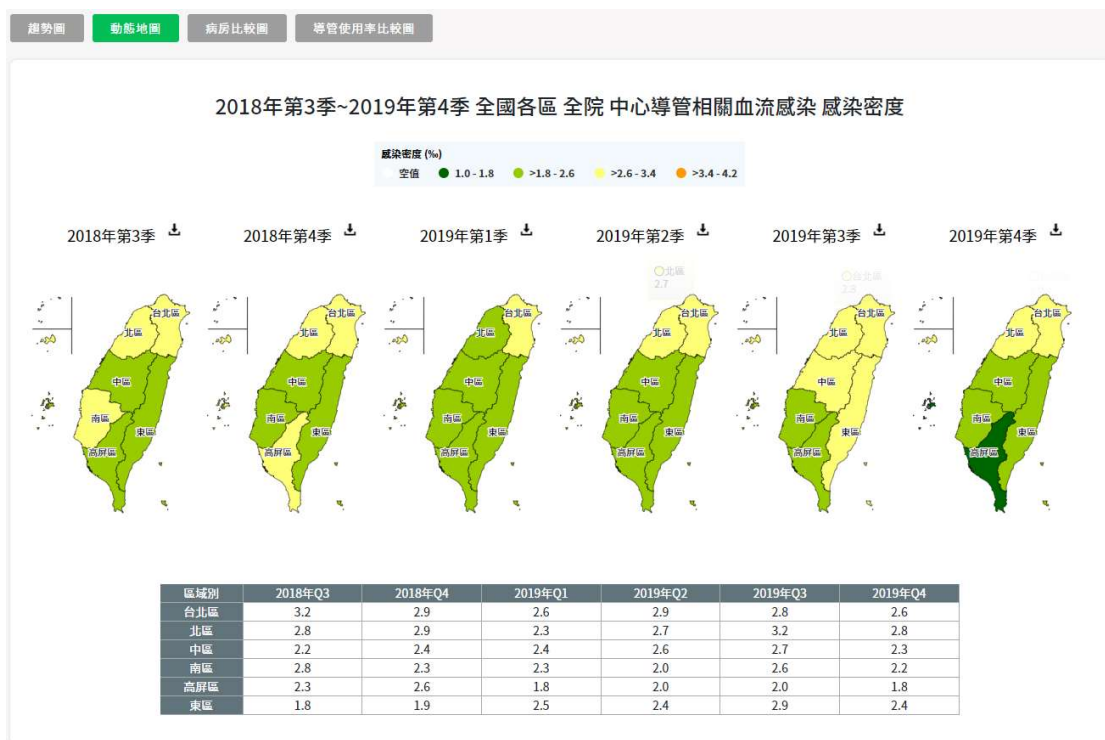 趨勢圖 動態地圖 病房比較圖 導管使用率比較圖
2018年第3季~2019年第4季 全國各區 全院 中心導管相關血流感染 感染密度
感染密度 (‰)
空值 1.0 - 1.8 >1.8 - 2.6 >2.6 - 3.4 >3.4 - 4.2
2018年第3季 2018年第4季 2019年第1季 2019年第2季 2019年第3季 2019年第4季
北區 台北區
2.7 2.8
台北區 台北區 台北區 台北區 台北區 台北區
北區 北區 北區 北區 北區 北區
中區 中區 中區 中區 中區 中區
南區 南區 南區 南區 南區 南區
東區 東區 東區 東區 東區 東區
高屏區 高屏區 高屏區 高屏區 高屏區 高屏區
區域別 2018年Q3 2018年Q4 2019年Q1 2019年Q2 2019年Q3 2019年Q4
台北區 3.2 2.9 2.6 2.9 2.8 2.6
北區 2.8 2.9 2.3 2.7 3.2 2.8
中區 2.2 2.4 2.4 2.6 2.7 2.3
南區 2.8 2.3 2.3 2.0 2.6 2.2
高屏區 2.3 2.6 1.8 2.0 2.0 1.8
東區 1.8 1.9 2.5 2.4 2.9 2.4